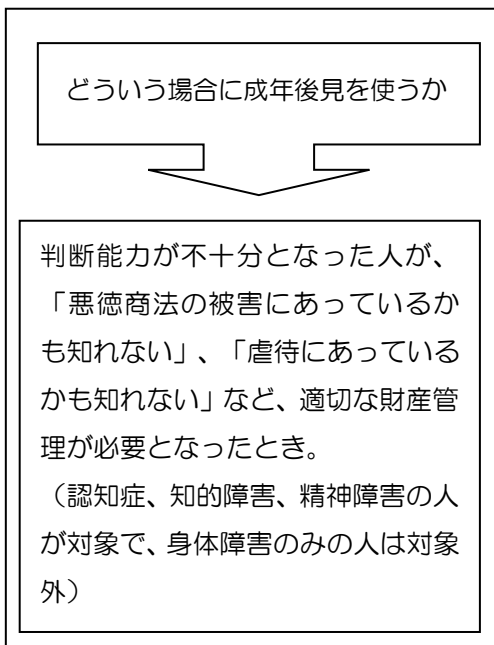 どういう場合に成年後見を使うか
判断能力が不十分となった人が、
「悪徳商法の被害にあっているか
も知れない」、「虐待にあっている
かも知れない」など、適切な財産管
理が必要となったとき。
（認知症、知的障害、精神障害の人
が対象で、身体障害のみの人は対象
外）